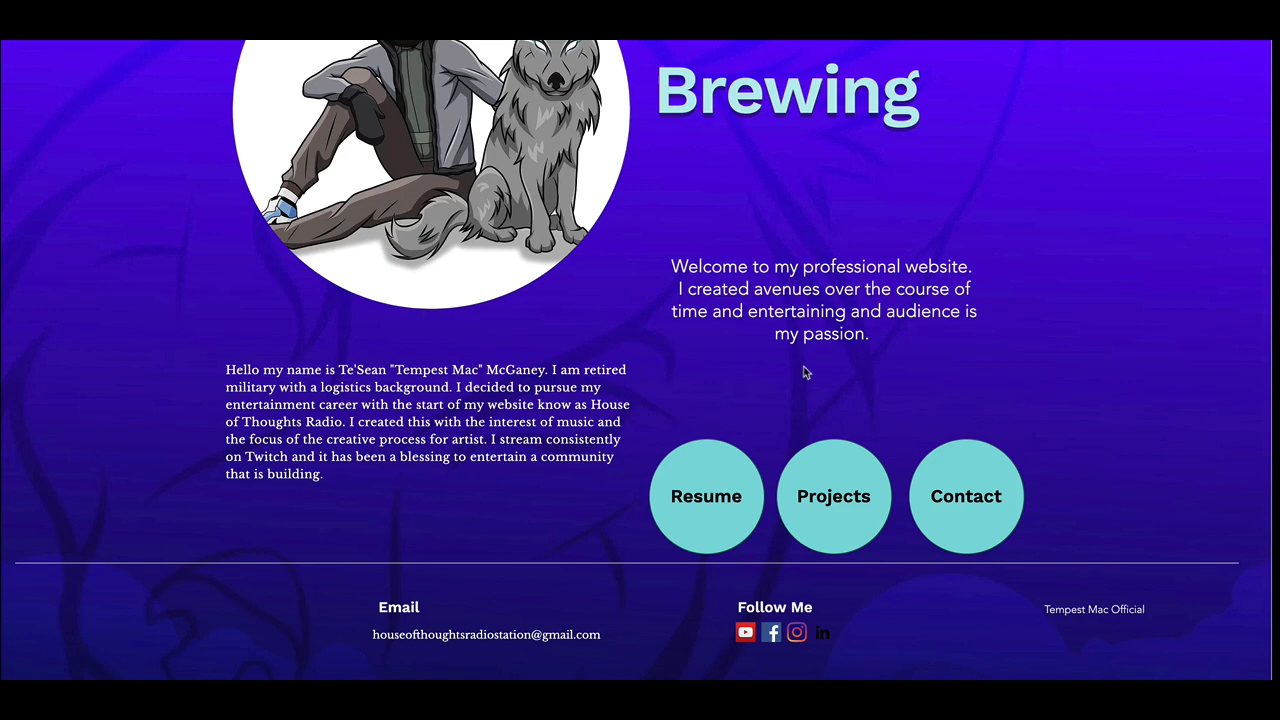 Brewing
Welcome to my professional website.
I created avenues over the course of
time and entertaining and audience is
my passion.
Hello my name is Te'Sean "Tempest Mac" McGaney. I am retired
military with a logistics background. I decided to pursue my
entertainment career with the start of my website know as House
of Thoughts Radio. I created this with the interest of music and
the focus of the creative process for artist. I stream consistently
on Twitch and it has been a blessing to entertain a community
that is building.
Resume
Projects
Contact
Email
houseofthoughtsradiostation@gmail.com
Follow Me
in
Tempest Mac Official